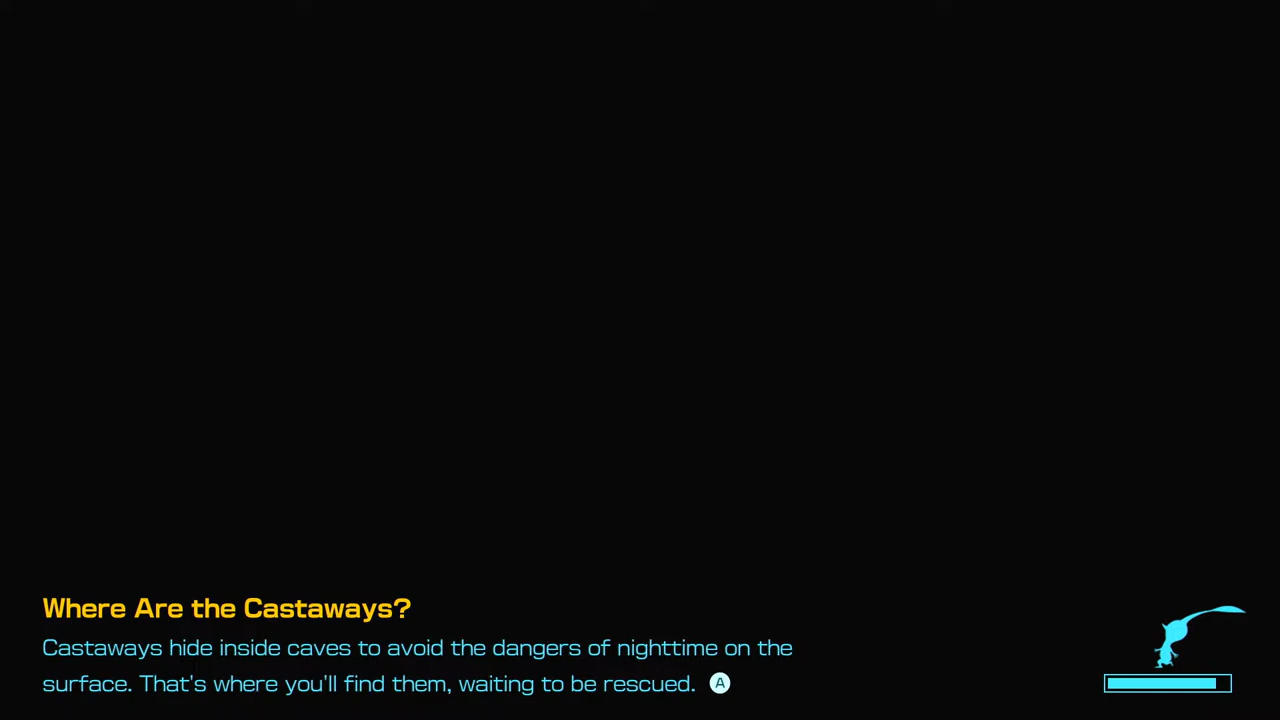 Where Are the Castaways?
Castaways hide inside caves to avoid the dangers of nighttime on the
surface. That's where you'll find them, waiting to be rescued. A